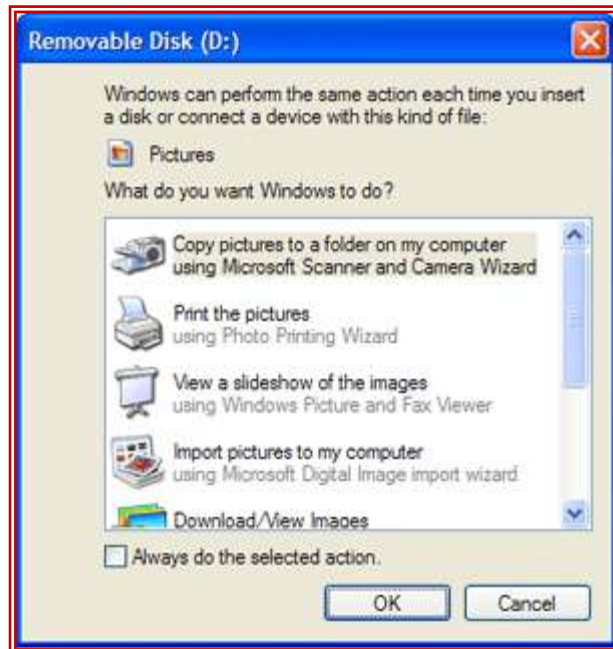 Removable Disk (D:)
Windows can perform the same action each time you insert
a disk or connect a device with this kind of file:
Pictures
What do you want Windows to do?
Copy pictures to a folder on my computer
using Microsoft Scanner and Camera Wizard
Print the pictures
using Photo Printing Wizard
View a slideshow of the images
using Windows Picture and Fax Viewer
Import pictures to my computer
using Microsoft Digital Image import wizard
Download/View Images
Always do the selected action.
OK
Cancel